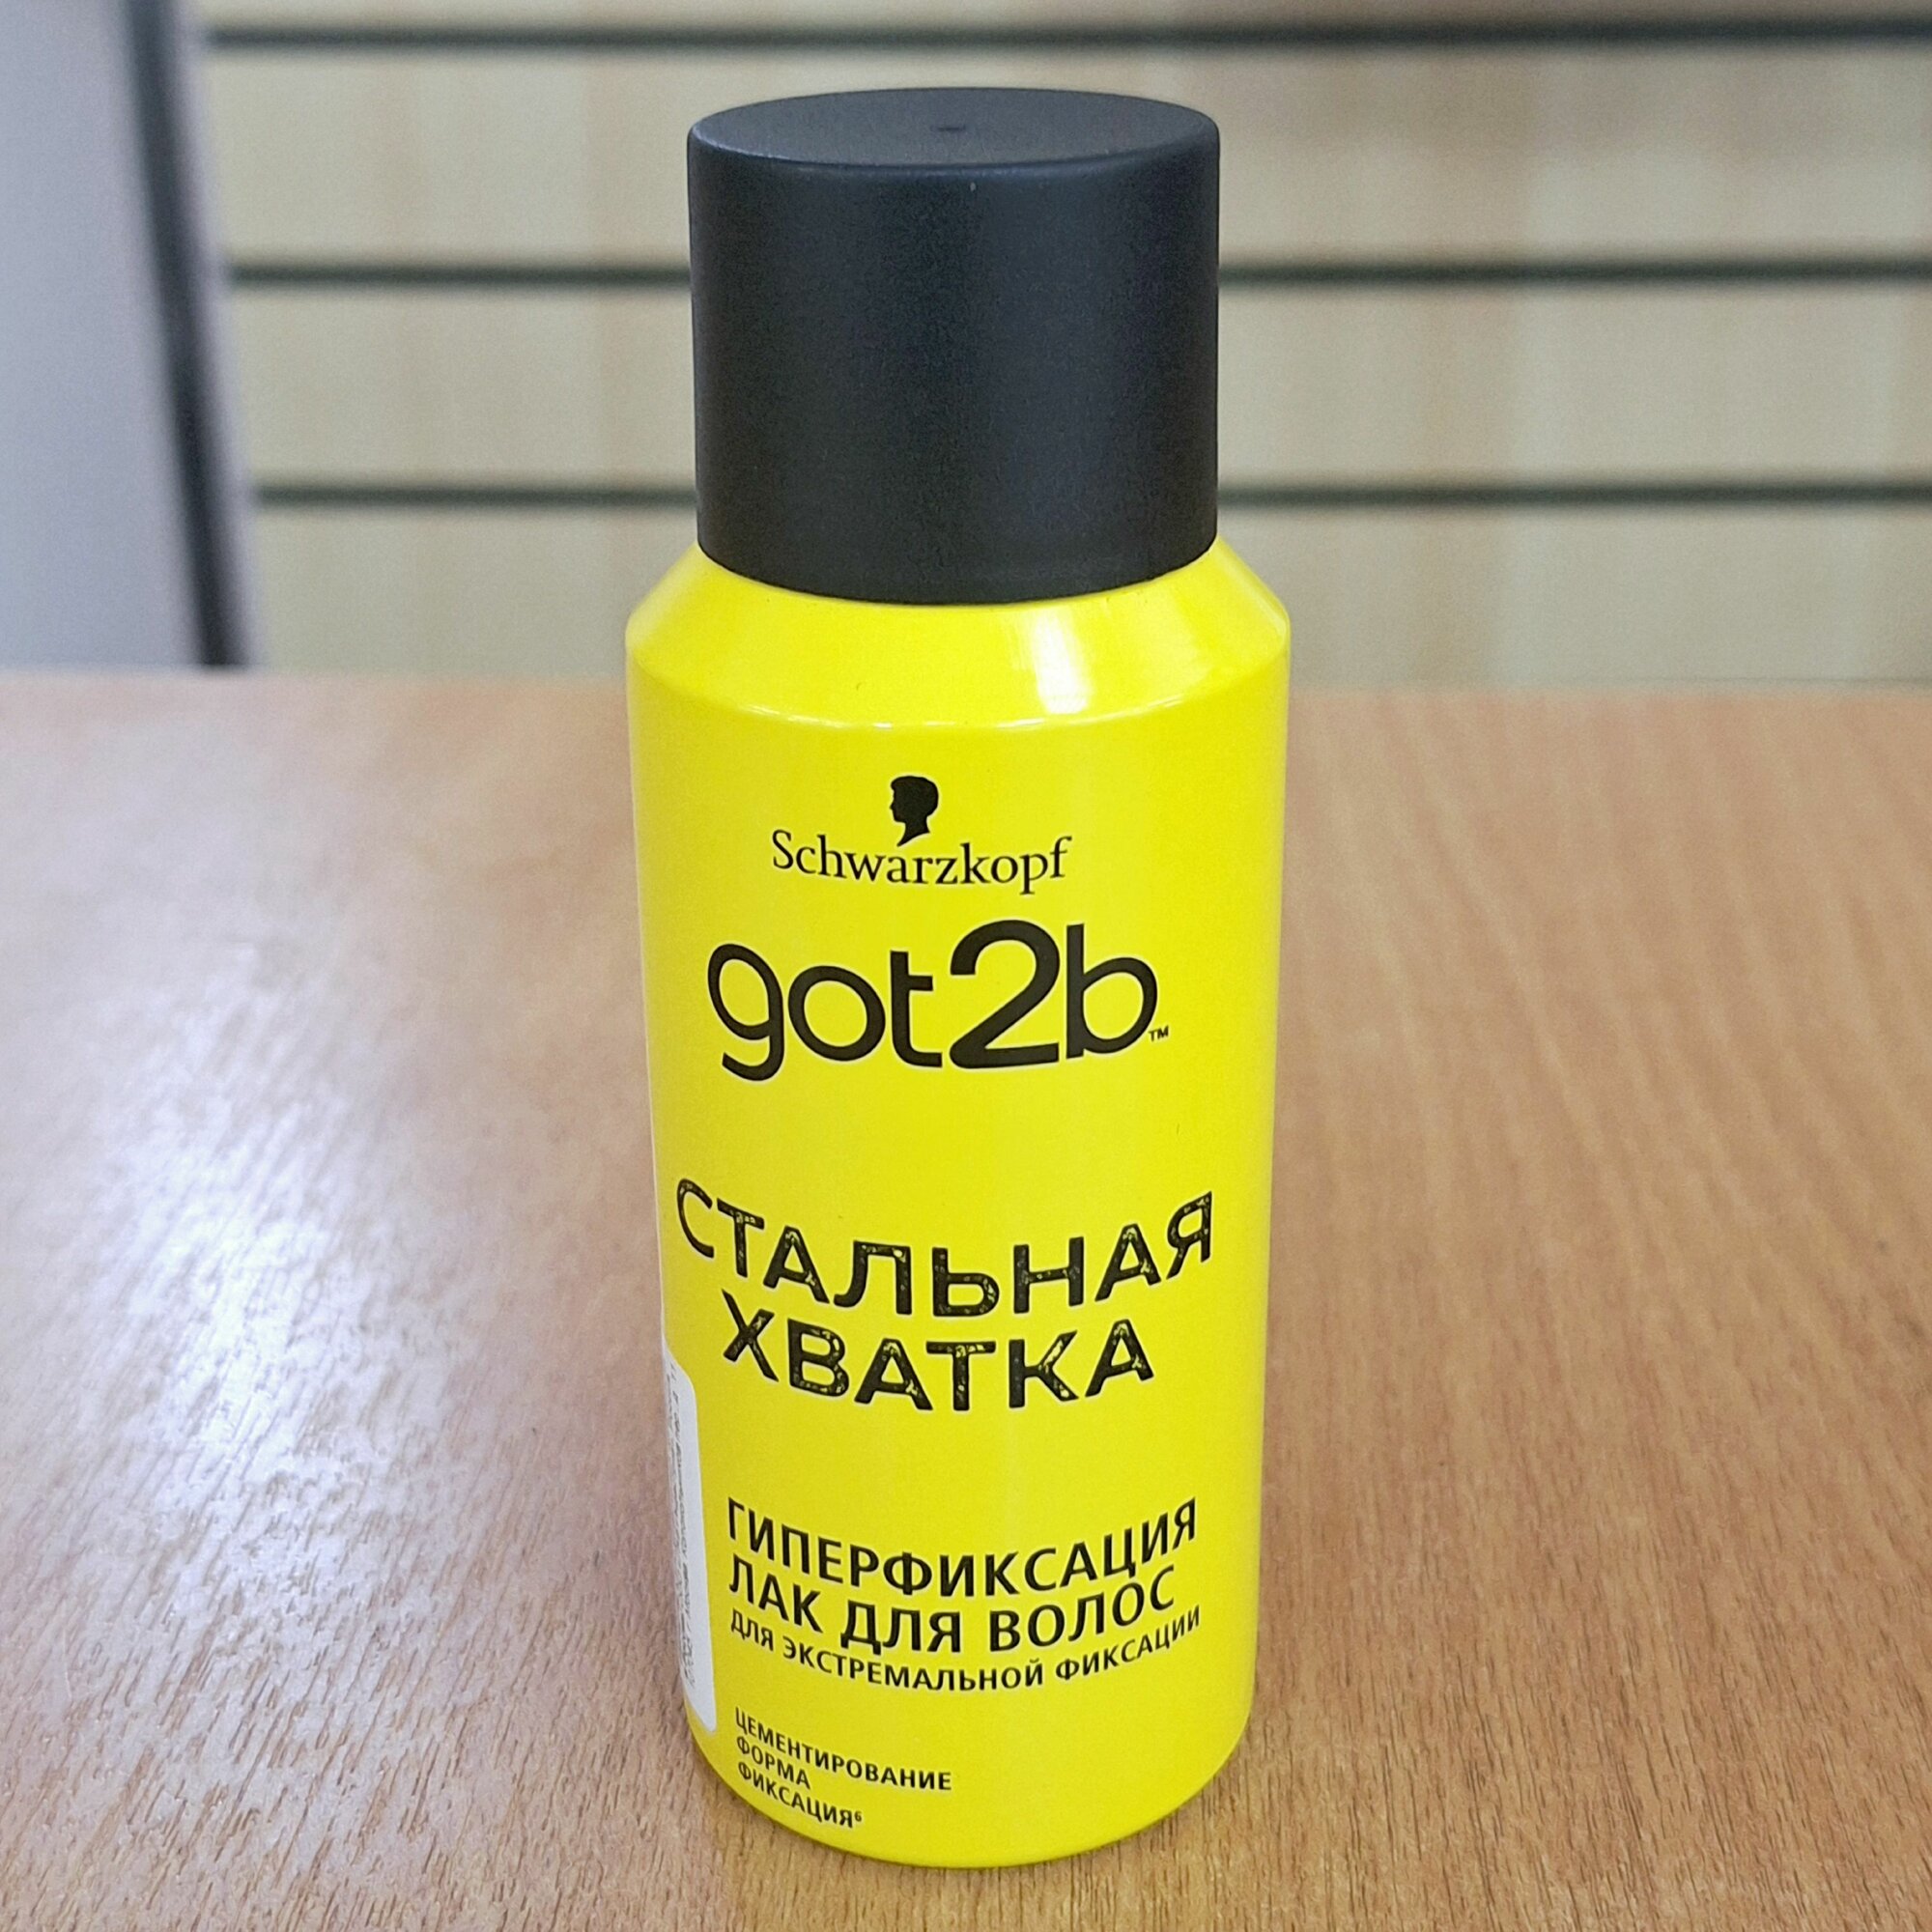 Schwarzkopf
got2b™
СТАЛЬНАЯ
ХВАТКА
ГИПЕРФИКСАЦИЯ
ЛАК ДЛЯ ВОЛОС
ДЛЯ ЭКСТРЕМАЛЬНОЙ ФИКСАЦИИ
ЦЕМЕНТИРОВАНИЕ
ФОРМА
ФИКСАЦИЯ⁶